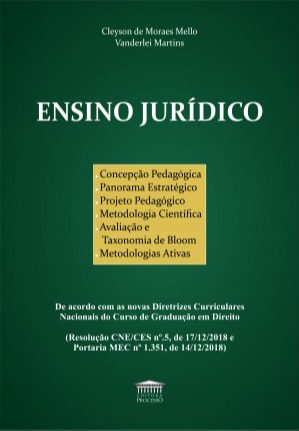 Cleyson de Moraes Mello
Vanderlei Martins
ENSINO JURÍDICO
. Concepção Pedagógica
. Panorama Estratégico
. Projeto Pedagógico
. Metodologia Científica
. Avaliação e
Taxonomia de Bloom
. Metodologias Ativas
De acordo com as novas Diretrizes Curriculares
Nacionais do Curso de Graduação em Direito
(Resolução CNE/CES nº.5, de 17/12/2018 e
Portaria MEC nº 1.351, de 14/12/2018)
EDITORA
PROCESSO